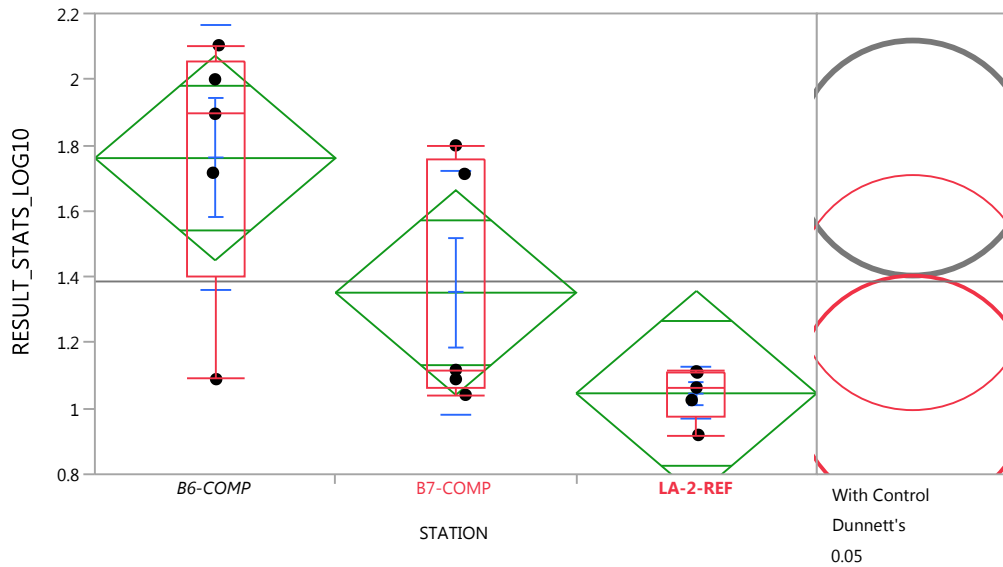 RESULT_STATS_LOG10
2.2
2
1.8
1.6
1.4
1.2
1
0.8
B6-COMP
B7-COMP
LA-2-REF
STATION
With Control
Dunnett's
0.05